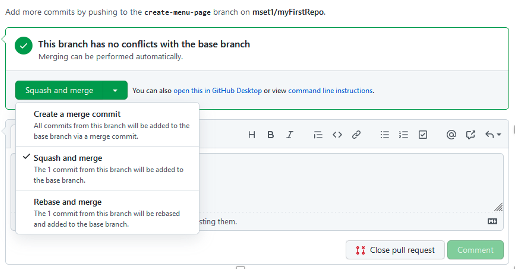 Add more commits by pushing to the create-menu-page branch on mset1/myFirstRepo.
This branch has no conflicts with the base branch
Merging can be performed automatically.
Squash and merge
You can also open this in GitHub Desktop or view command line instructions.
Create a merge commit
All commits from this branch will be added to the
base branch via a merge commit.
Squash and merge
The 1 commit from this branch will be added to
the base branch.
Rebase and merge
The 1 commit from this branch will be rebased
and added to the base branch.
H B I
sting them.
Close pull request
Comment